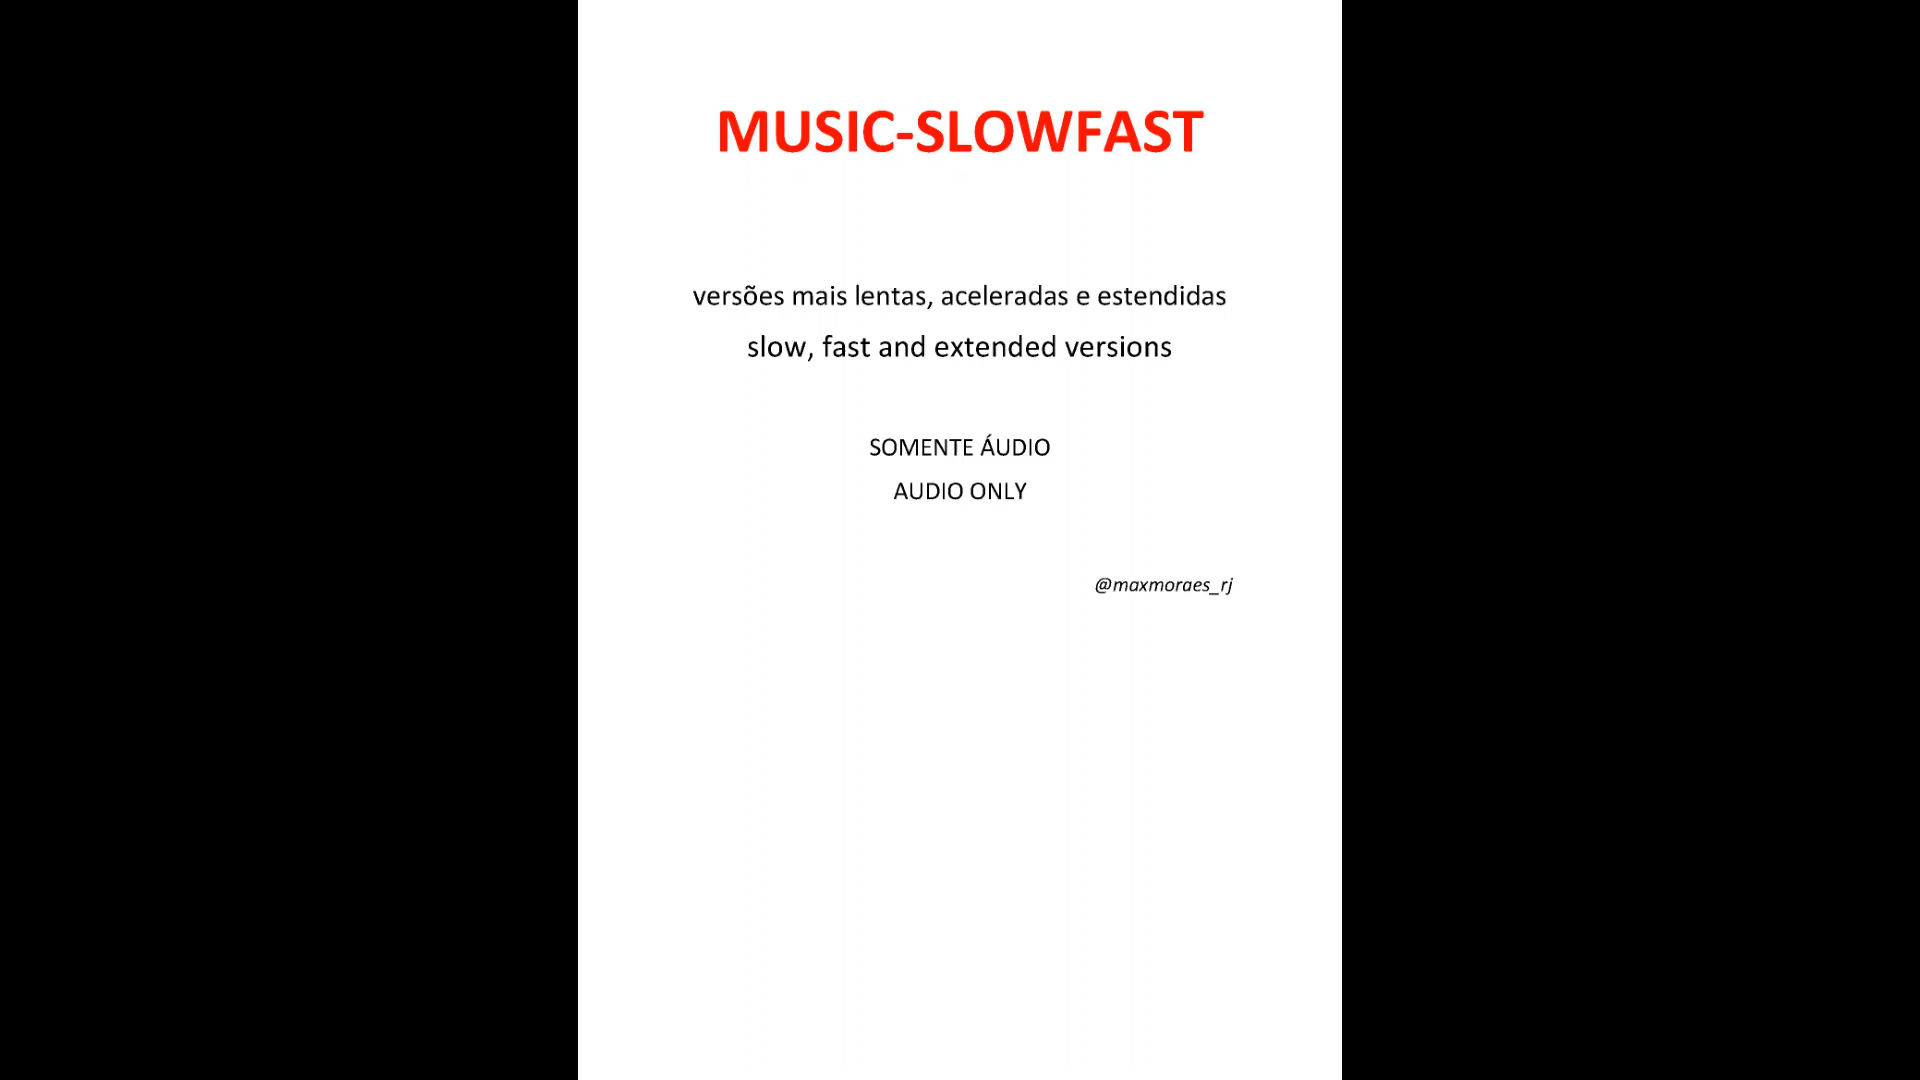 MUSIC-SLOWFAST
versões mais lentas, aceleradas e estendidas
slow, fast and extended versions
SOMENTE ÁUDIO
AUDIO ONLY
@maxmoraes_rj